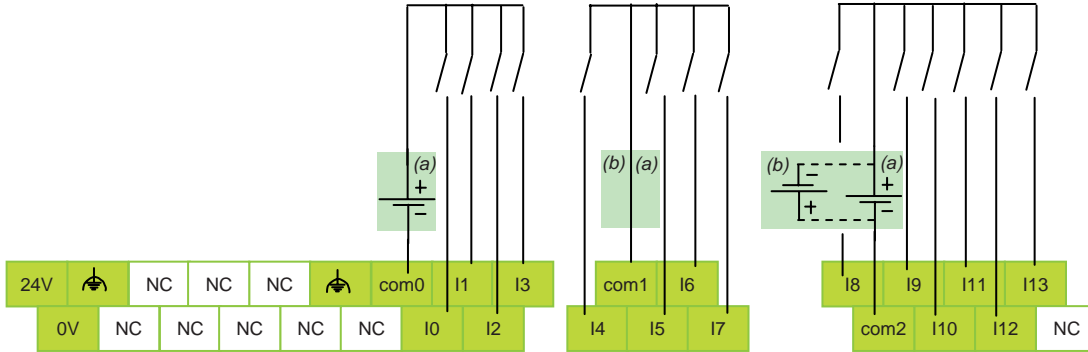 (a)
+
−
(b) (a)
(b) − (a)
+
+ −
24V NC NC NC com0 I1 I3
com1 I6
I8 I9 I11 I13
0V NC NC NC NC NC I0 I2
I4 I5 I7
com2 I10 I12 NC